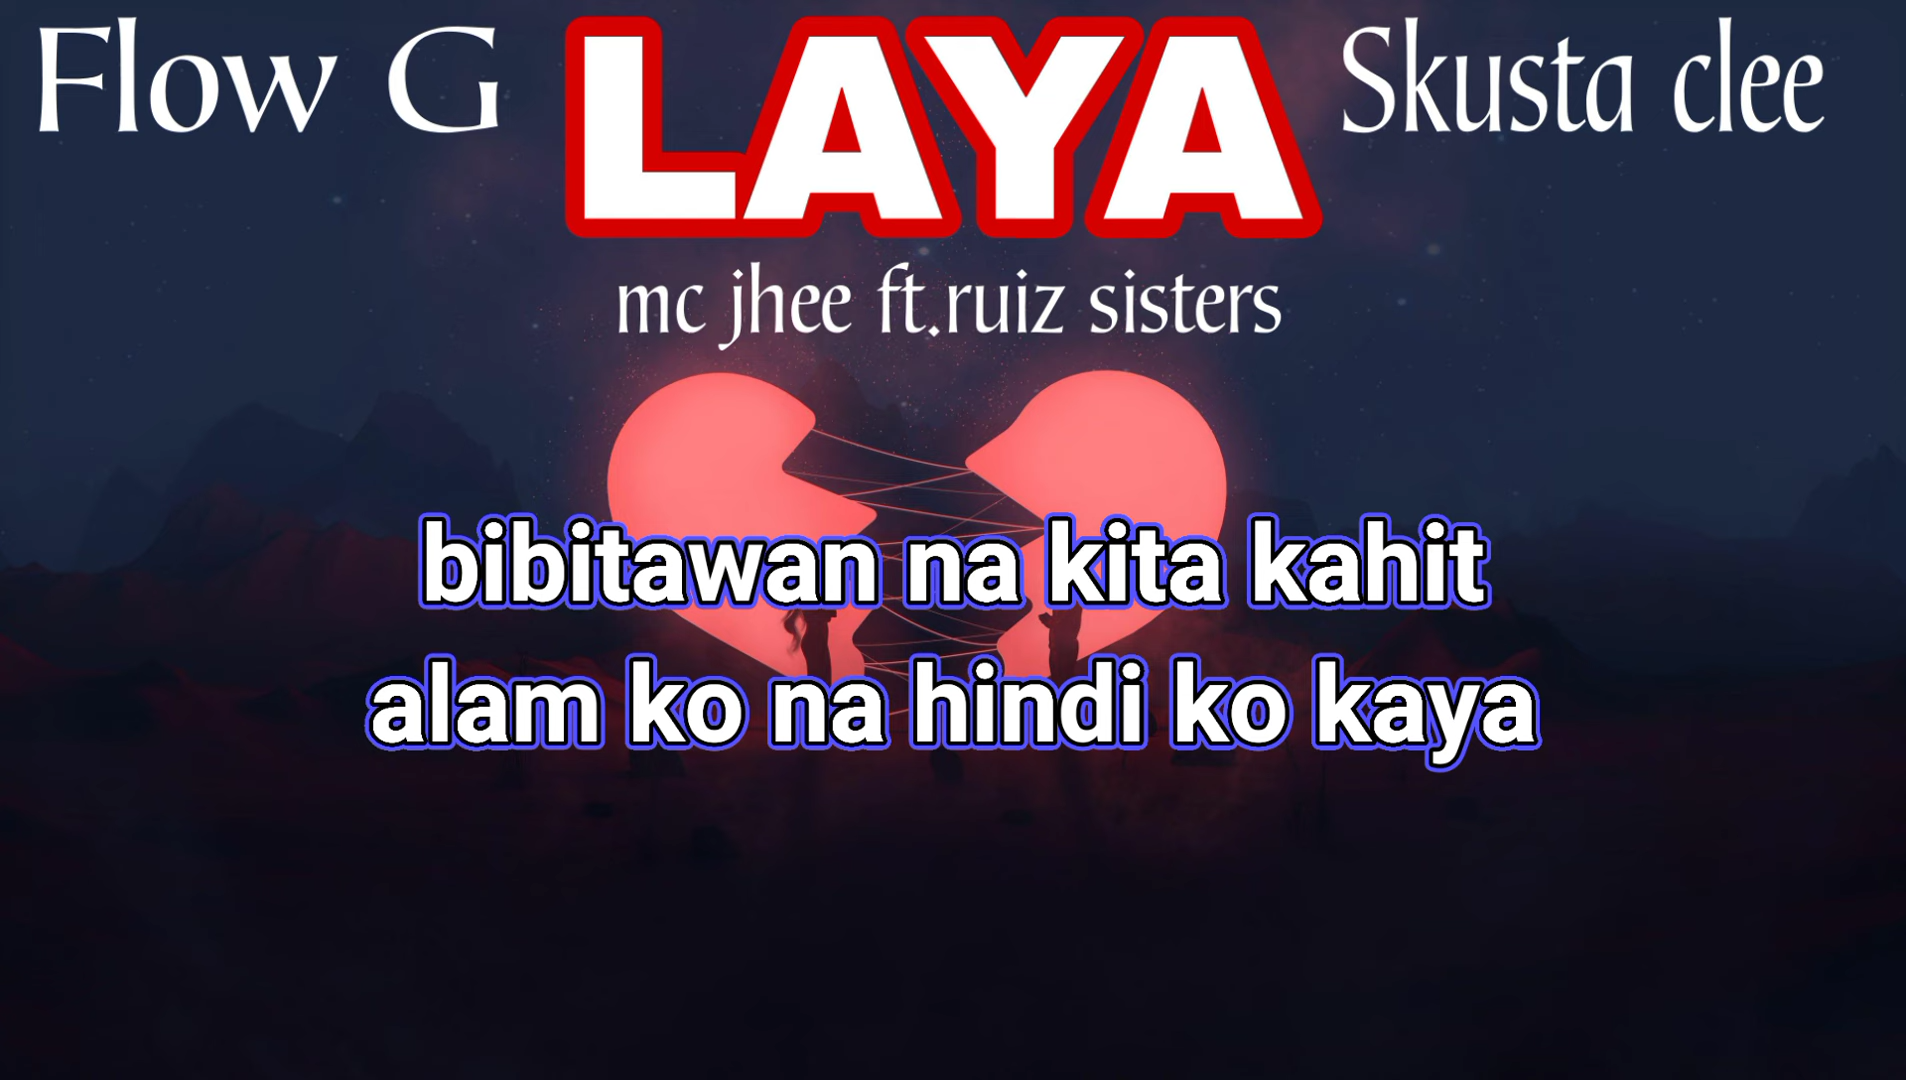 Flow G LAYA Skusta clee
mc jhee ft.ruiz sisters
bibitawan na kita kahit
alam ko na hindi ko kaya